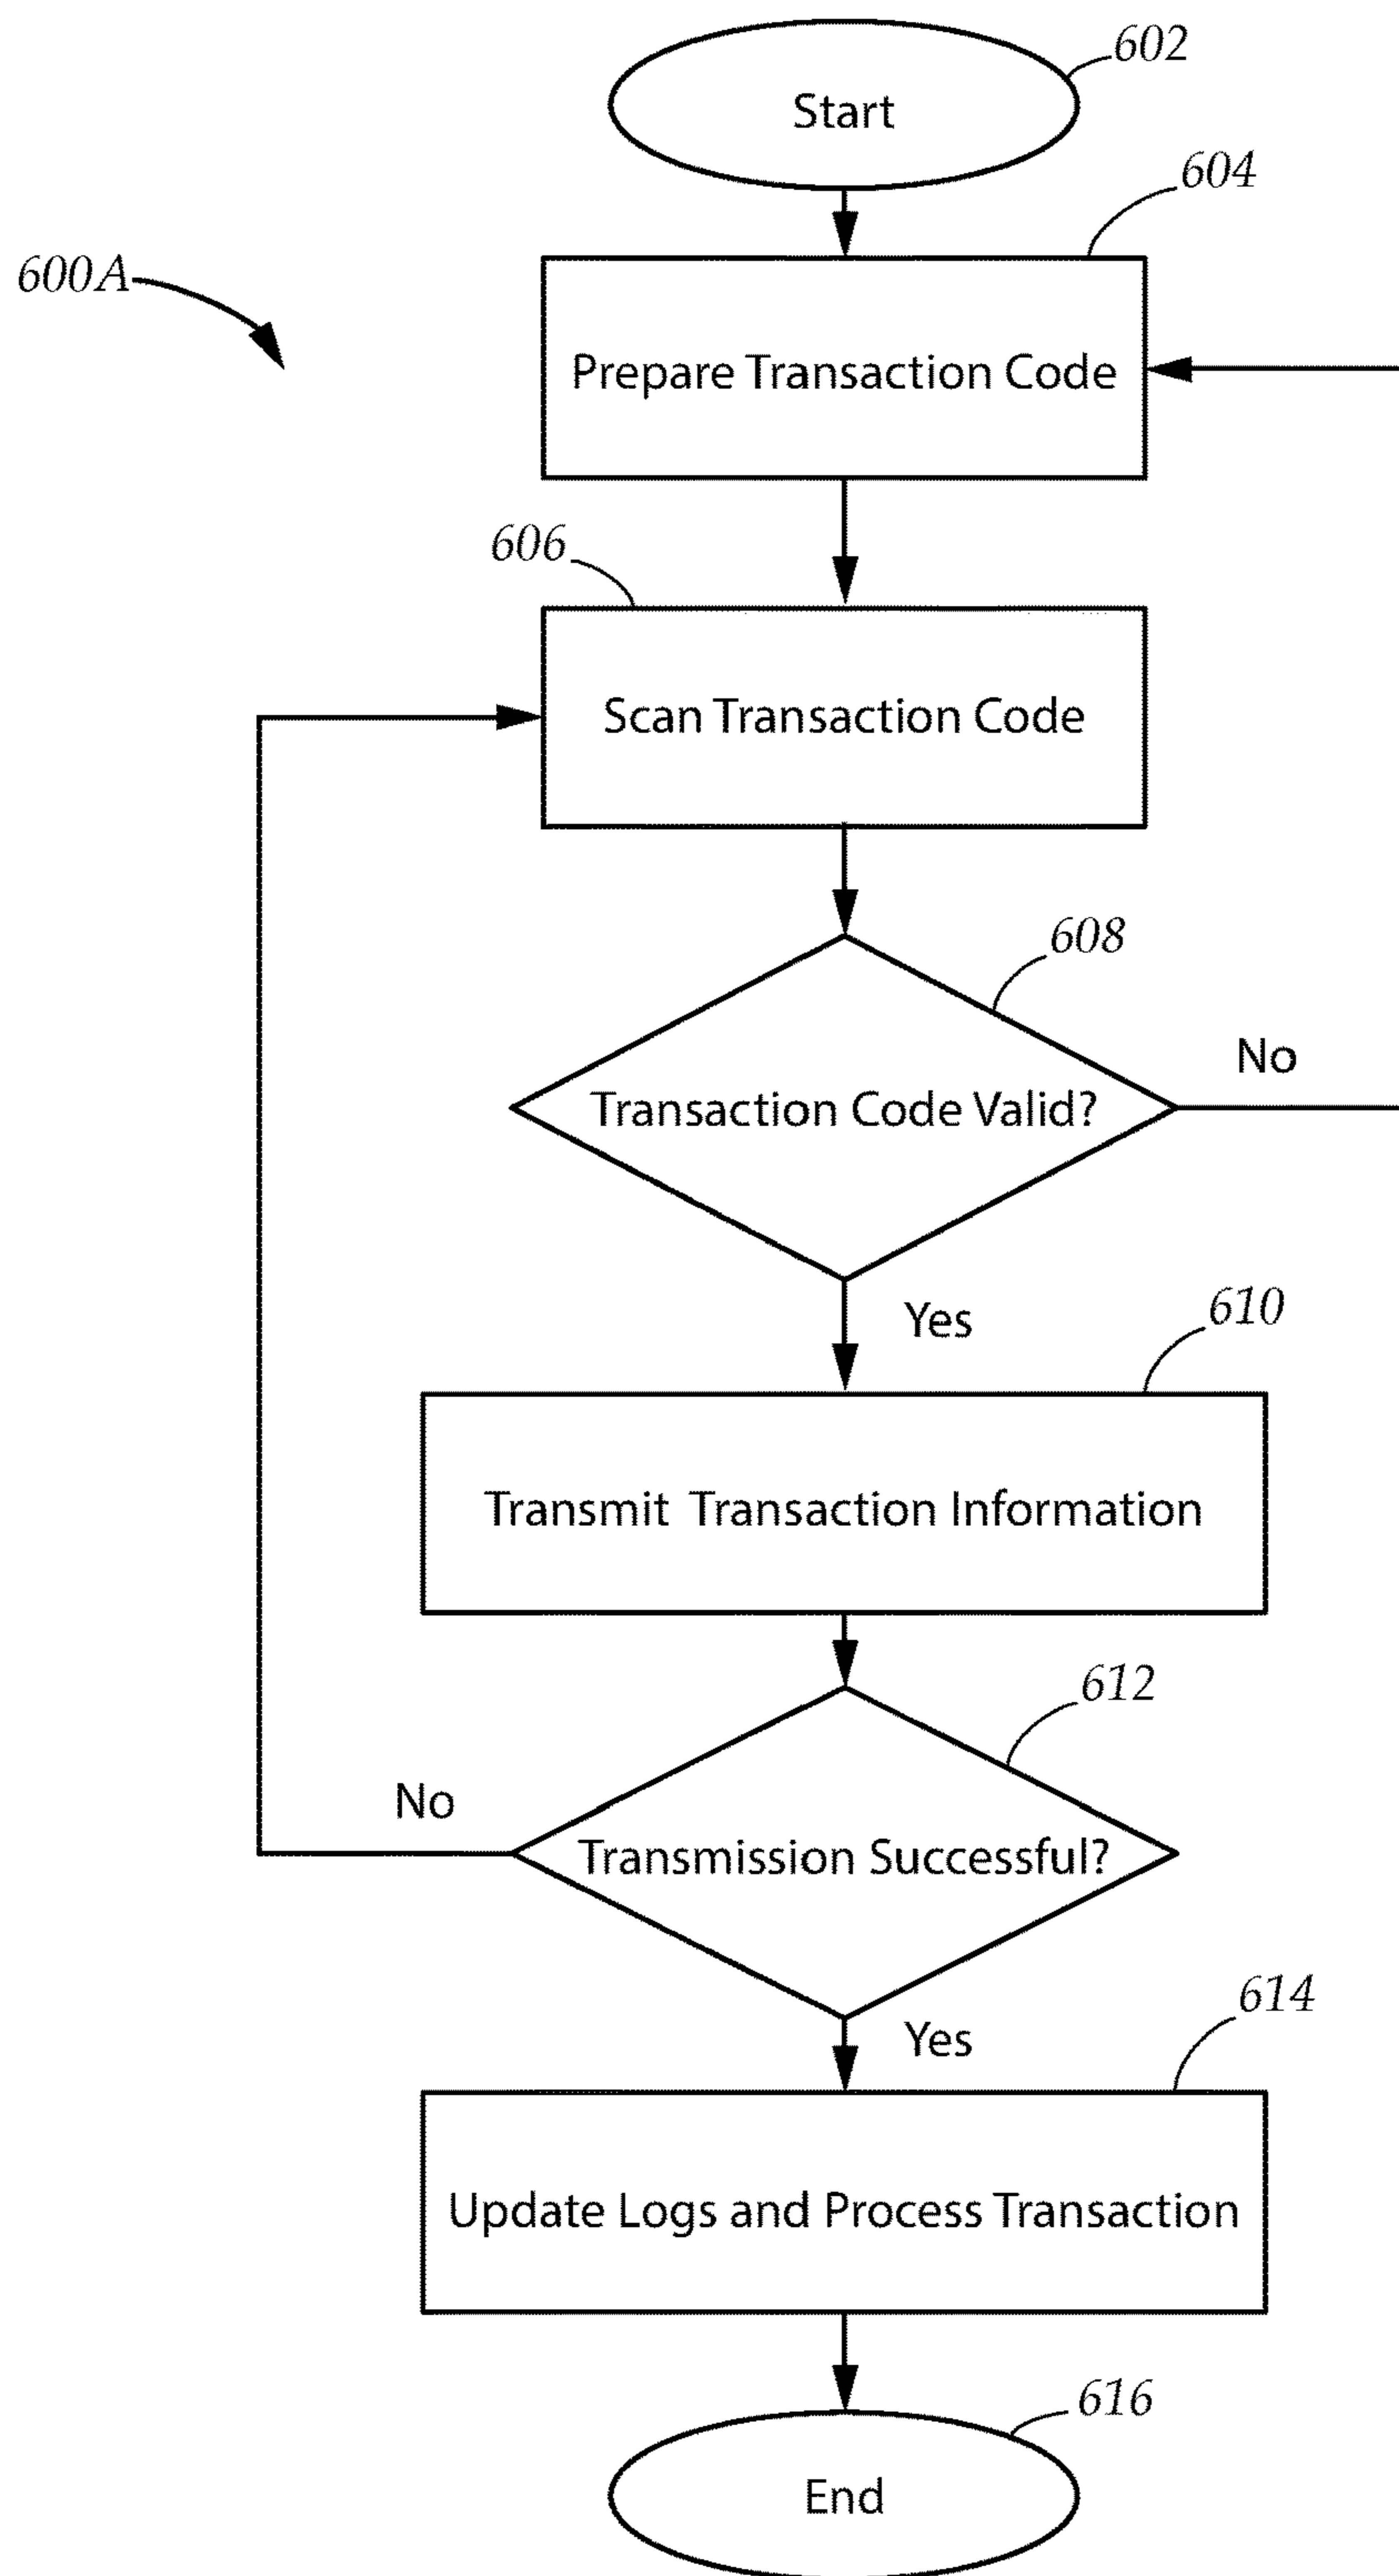 602
Start
604
600A
Prepare Transaction Code
606
Scan Transaction Code
608
No
Transaction Code Valid?
Yes
610
Transmit Transaction Information
612
No
Transmission Successful?
614
Yes
Update Logs and Process Transaction
616
End